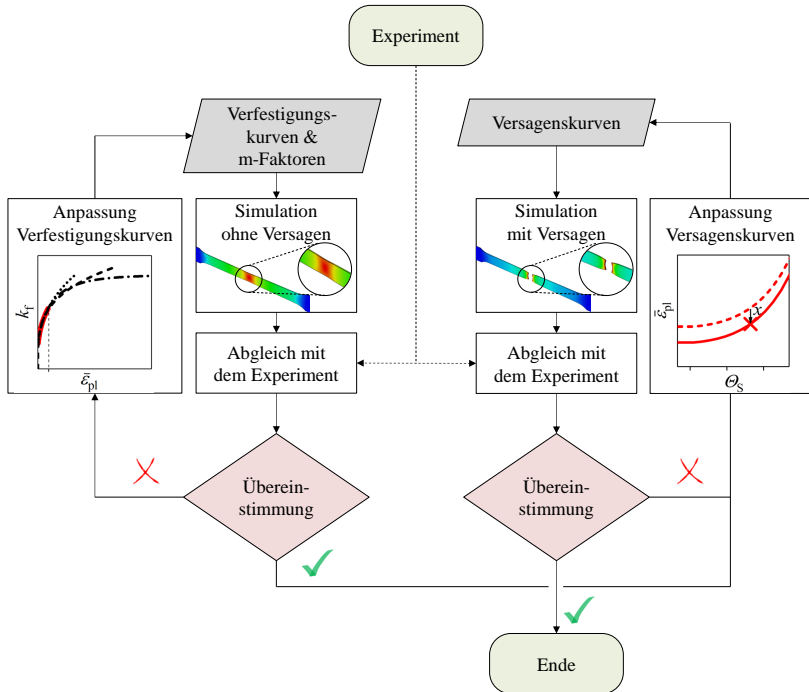 Experiment
Verfestigungs-
kurven &
m-Faktoren
Versagenskurven
Anpassung
Verfestigungskurven
k_f
ε̄_pl
Simulation
ohne Versagen
Simulation
mit Versagen
Anpassung
Versagenskurven
ε̄_pl
x
Θ_S
Abgleich mit
dem Experiment
Abgleich mit
dem Experiment
Überein-
stimmung
Überein-
stimmung
Ende